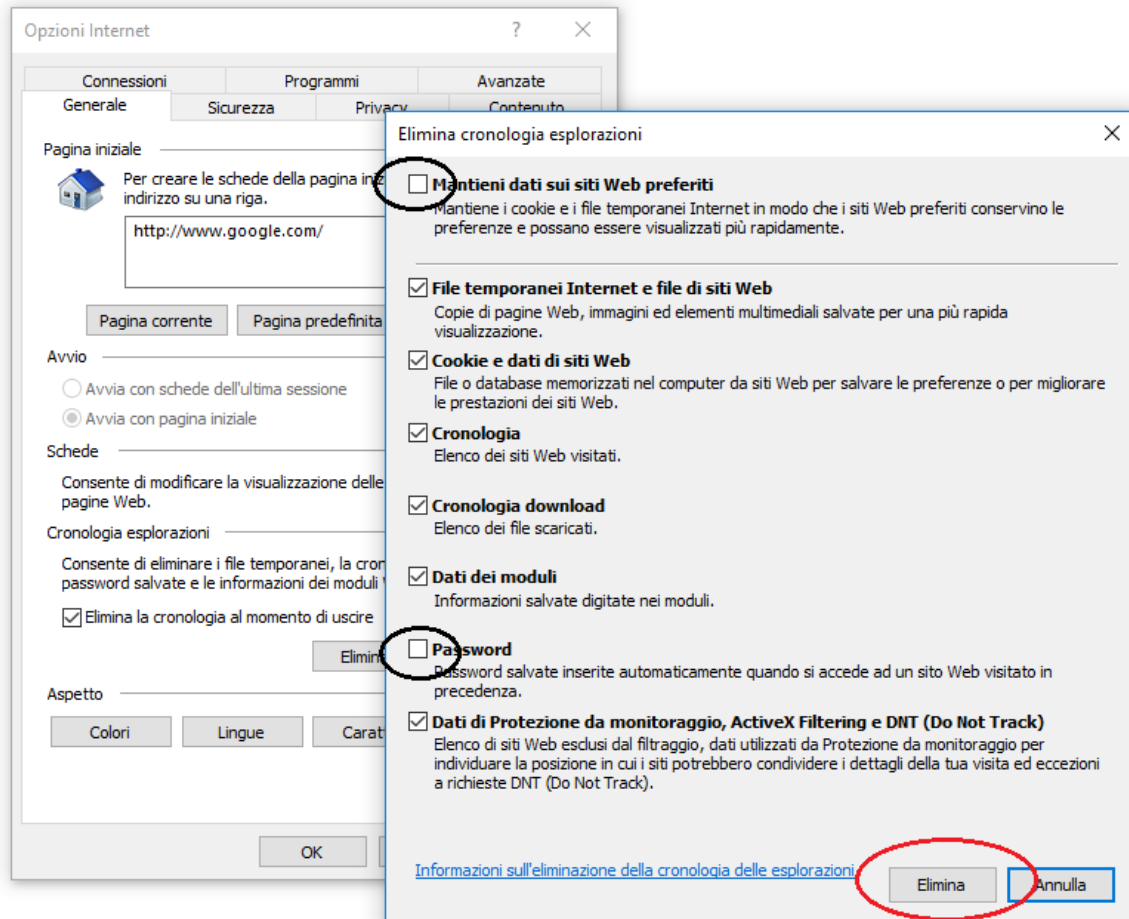 Opzioni Internet
?
Connessioni
Programmi
Avanzate
Generale
Sicurezza
Privacy
Contenuto
Pagina iniziale
Per creare le schede della pagina
indirizzo su una riga.
http://www.google.com/
Pagina corrente
Pagina predefinita
Avvio
Avvia con schede dell'ultima sessione
Avvia con pagina iniziale
Schede
Consente di modificare la visualizzazione delle
pagine Web.
Cronologia esplorazioni
Consente di eliminare i file temporanei, la
password salvate e le informazioni dei moduli
Elimina la cronologia al momento di uscire
Aspetto
Colori
Lingue
OK
Elimina cronologia esplorazioni
Mantieni dati sui siti Web preferiti
Mantiene i cookie e i file temporanei Internet in modo che i siti Web preferiti conservino le
preferenze e possano essere visualizzati più rapidamente.
File temporanei Internet e file di siti Web
Copie di pagine Web, immagini ed elementi multimediali salvate per una più rapida
visualizzazione.
Cookie e dati di siti Web
File o database memorizzati nel computer da siti Web per salvare le preferenze o per migliorare
le prestazioni dei siti Web.
Cronologia
Elenco dei siti Web visitati.
Cronologia download
Elenco dei file scaricati.
Dati dei moduli
Informazioni salvate digitate nei moduli.
Password
Password salvate inserite automaticamente quando si accede ad un sito Web visitato in
precedenza.
Dati di Protezione da monitoraggio, ActiveX Filtering e DNT (Do Not Track)
Elenco di siti Web esclusi dal filtraggio, dati utilizzati da Protezione da monitoraggio per
individuare la posizione in cui i siti potrebbero condividere i dettagli della tua visita ed eccezioni
a richieste DNT (Do Not Track).
Informazioni sull'eliminazione della cronologia delle esplorazioni
Elimina
Annulla